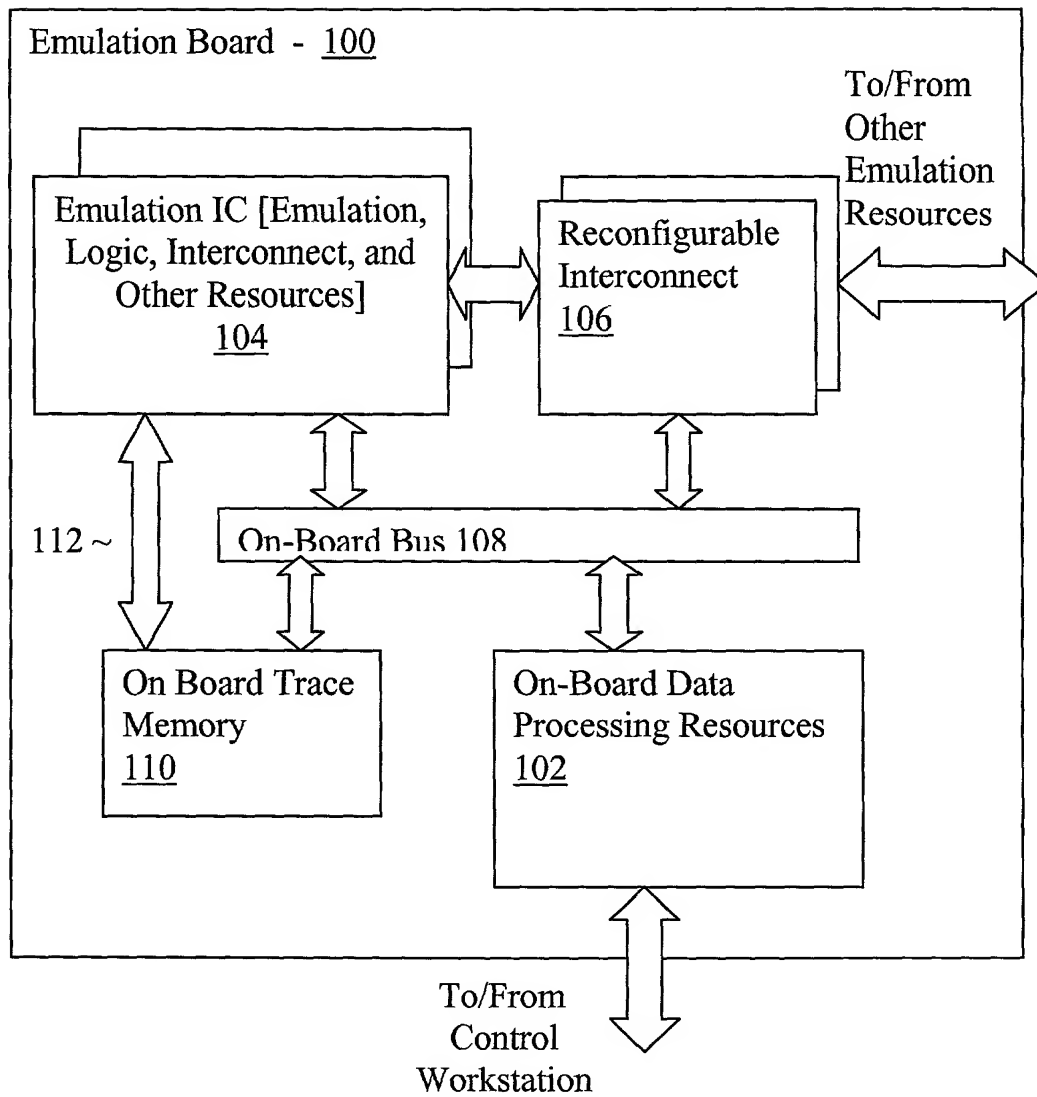 Emulation Board - 100
To/From
Other
Emulation
Resources
Emulation IC [Emulation,
Logic, Interconnect, and
Other Resources]
104
Reconfigurable
Interconnect
106
112 ~
On-Board Bus 108
On Board Trace
Memory
110
On-Board Data
Processing Resources
102
To/From
Control
Workstation